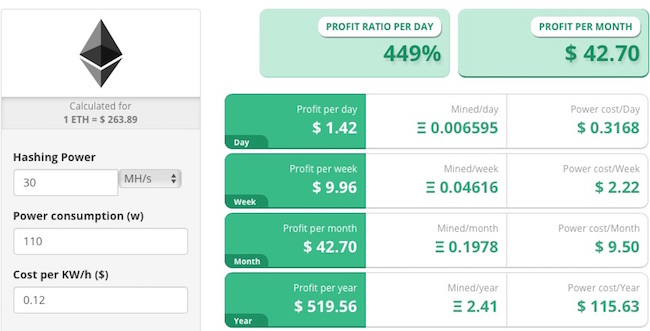 PROFIT RATIO PER DAY
449%
PROFIT PER MONTH
$ 42.70
Calculated for
1 ETH = $ 263.89
Hashing Power
30 MH/s
Power consumption (w)
110
Cost per KW/h ($)
0.12
Profit per day Mined/day Power cost/Day
$ 1.42 Ξ 0.006595 $ 0.3168
Day
Profit per week Mined/week Power cost/Week
$ 9.96 Ξ 0.04616 $ 2.22
Week
Profit per month Mined/month Power cost/Month
$ 42.70 Ξ 0.1978 $ 9.50
Month
Profit per year Mined/year Power cost/Year
$ 519.56 Ξ 2.41 $ 115.63
Year